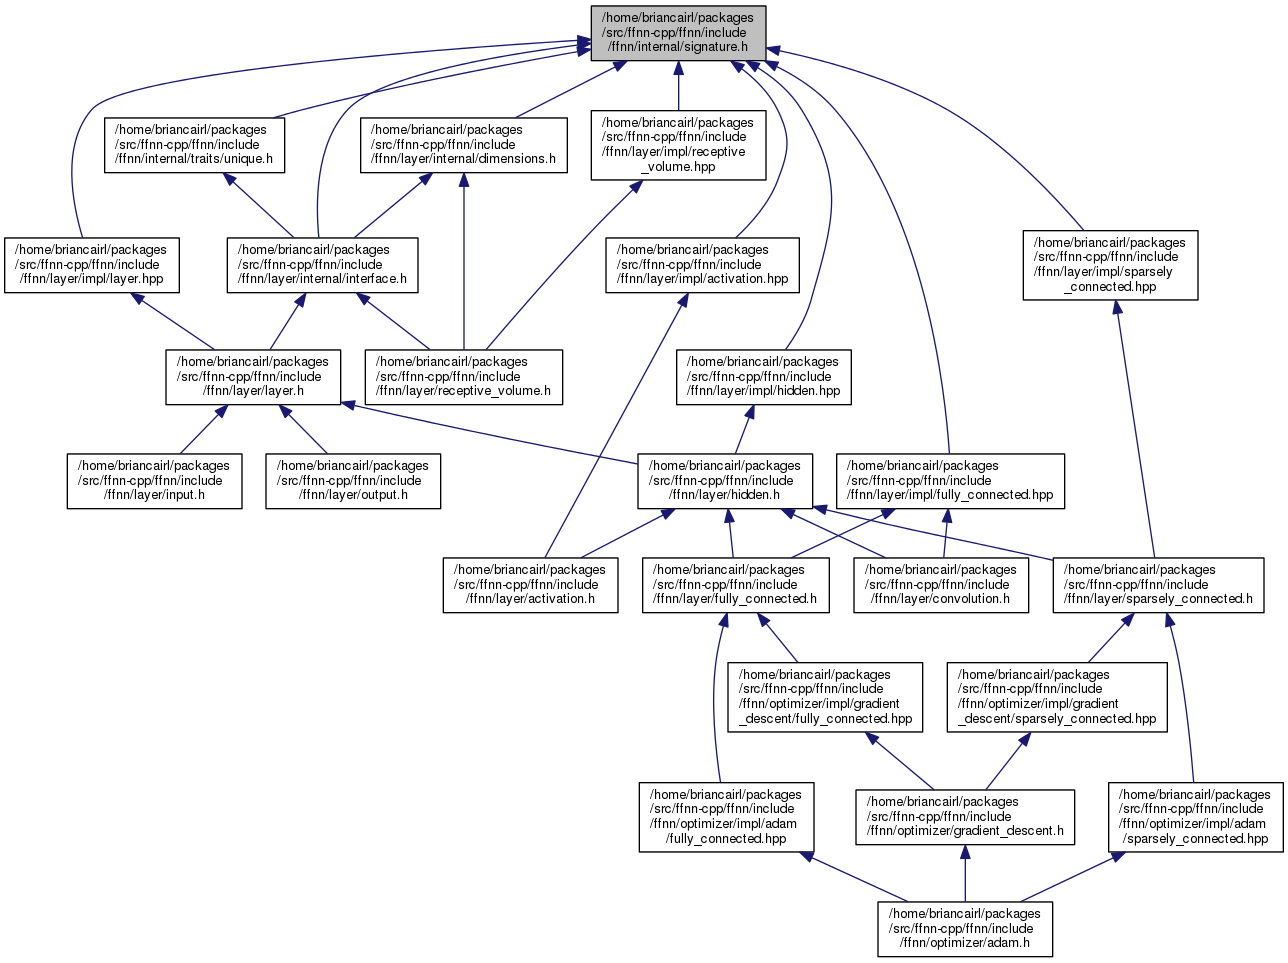 /home/briancairl/packages
/src/ffnn-cpp/ffnn/include
/ffnn/internal/signature.h
/home/briancairl/packages
/src/ffnn-cpp/ffnn/include
/ffnn/internal/traits/unique.h
/home/briancairl/packages
/src/ffnn-cpp/ffnn/include
/ffnn/layer/internal/dimensions.h
/home/briancairl/packages
/src/ffnn-cpp/ffnn/include
/ffnn/layer/impl/receptive
_volume.hpp
/home/briancairl/packages
/src/ffnn-cpp/ffnn/include
/ffnn/layer/impl/layer.hpp
/home/briancairl/packages
/src/ffnn-cpp/ffnn/include
/ffnn/layer/internal/interface.h
/home/briancairl/packages
/src/ffnn-cpp/ffnn/include
/ffnn/layer/impl/activation.hpp
/home/briancairl/packages
/src/ffnn-cpp/ffnn/include
/ffnn/layer/impl/sparsely
_connected.hpp
/home/briancairl/packages
/src/ffnn-cpp/ffnn/include
/ffnn/layer/layer.h
/home/briancairl/packages
/src/ffnn-cpp/ffnn/include
/ffnn/layer/receptive_volume.h
/home/briancairl/packages
/src/ffnn-cpp/ffnn/include
/ffnn/layer/impl/hidden.hpp
/home/briancairl/packages
/src/ffnn-cpp/ffnn/include
/ffnn/layer/input.h
/home/briancairl/packages
/src/ffnn-cpp/ffnn/include
/ffnn/layer/output.h
/home/briancairl/packages
/src/ffnn-cpp/ffnn/include
/ffnn/layer/hidden.h
/home/briancairl/packages
/src/ffnn-cpp/ffnn/include
/ffnn/layer/impl/fully_connected.hpp
/home/briancairl/packages
/src/ffnn-cpp/ffnn/include
/ffnn/layer/activation.h
/home/briancairl/packages
/src/ffnn-cpp/ffnn/include
/ffnn/layer/fully_connected.h
/home/briancairl/packages
/src/ffnn-cpp/ffnn/include
/ffnn/layer/convolution.h
/home/briancairl/packages
/src/ffnn-cpp/ffnn/include
/ffnn/layer/sparsely_connected.h
/home/briancairl/packages
/src/ffnn-cpp/ffnn/include
/ffnn/optimizer/impl/gradient
_descent/fully_connected.hpp
/home/briancairl/packages
/src/ffnn-cpp/ffnn/include
/ffnn/optimizer/impl/gradient
_descent/sparsely_connected.hpp
/home/briancairl/packages
/src/ffnn-cpp/ffnn/include
/ffnn/optimizer/impl/adam
/fully_connected.hpp
/home/briancairl/packages
/src/ffnn-cpp/ffnn/include
/ffnn/optimizer/gradient_descent.h
/home/briancairl/packages
/src/ffnn-cpp/ffnn/include
/ffnn/optimizer/impl/adam
/sparsely_connected.hpp
/home/briancairl/packages
/src/ffnn-cpp/ffnn/include
/ffnn/optimizer/adam.h